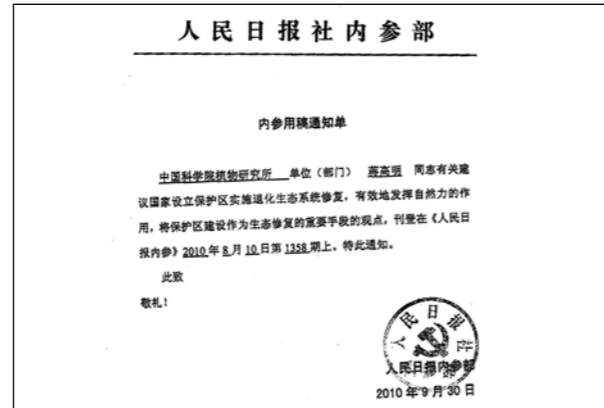 人民日报社内参部
内参用稿通知单
中国科学院植物研究所 单位（部门） 蒋高明 同志有关建
议国家设立保护区实施退化生态系统修复，有效地发挥自然力的作
用，将保护区建设作为生态修复的重要手段的观点，刊登在《人民日
报内参》2010年8月10日第1358期上。特此通知。
此致
敬礼！
人民日报社
人民日报内参部
2010年9月30日